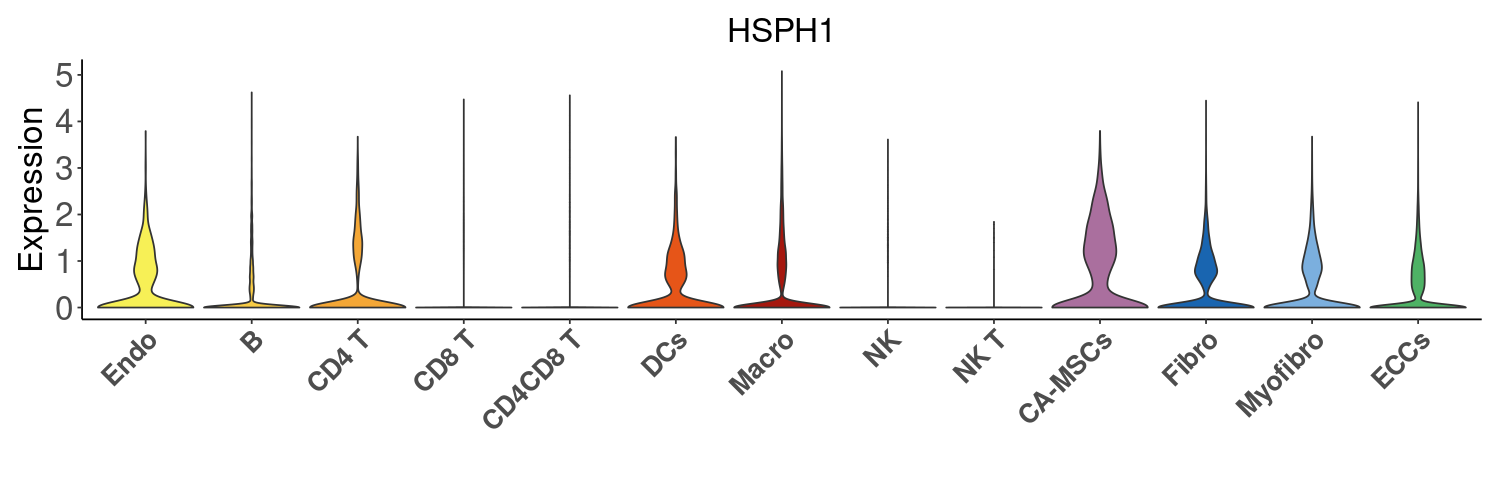 HSPH1
Expression
5
4
3
2
1
0
Endo
B
CD4 T
CD8 T
CD4CD8 T
DCs
Macro
NK
NK T
CA-MSCs
Fibro
Myofibro
ECCs